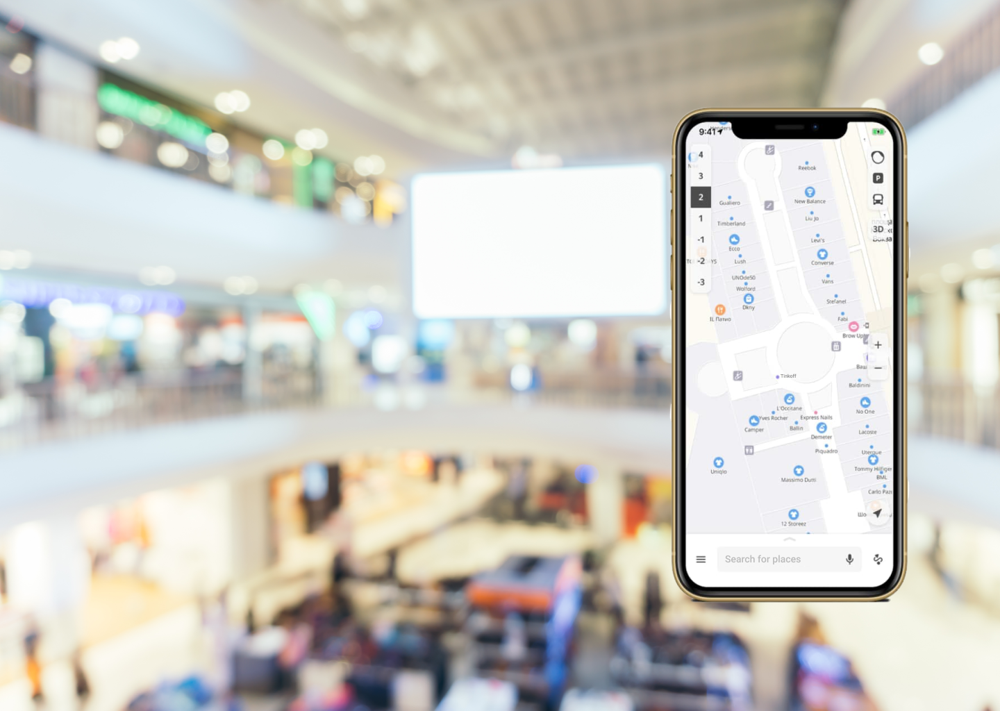 9:41
4
3
2
1
-1
-2
-3
P
3D
Reebok
New Balance
Gualiero
Liu Jo
Timberland
Levi's
Ecco
Lush
Converse
UNOde50
Vans
Wolford
Dkny
Stefanel
IL Патио
Fabi
Brow Up
+
−
Tinkoff
Baldinini
L'Occitane
No One
Yves Rocher
Express Nails
Camper
Ballin
Demeter
Lacoste
Piquadro
Uterque
Uniqlo
Tommy Hilfiger
Massimo Dutti
BML
Carlo Paz
12 Storeez
Search for places